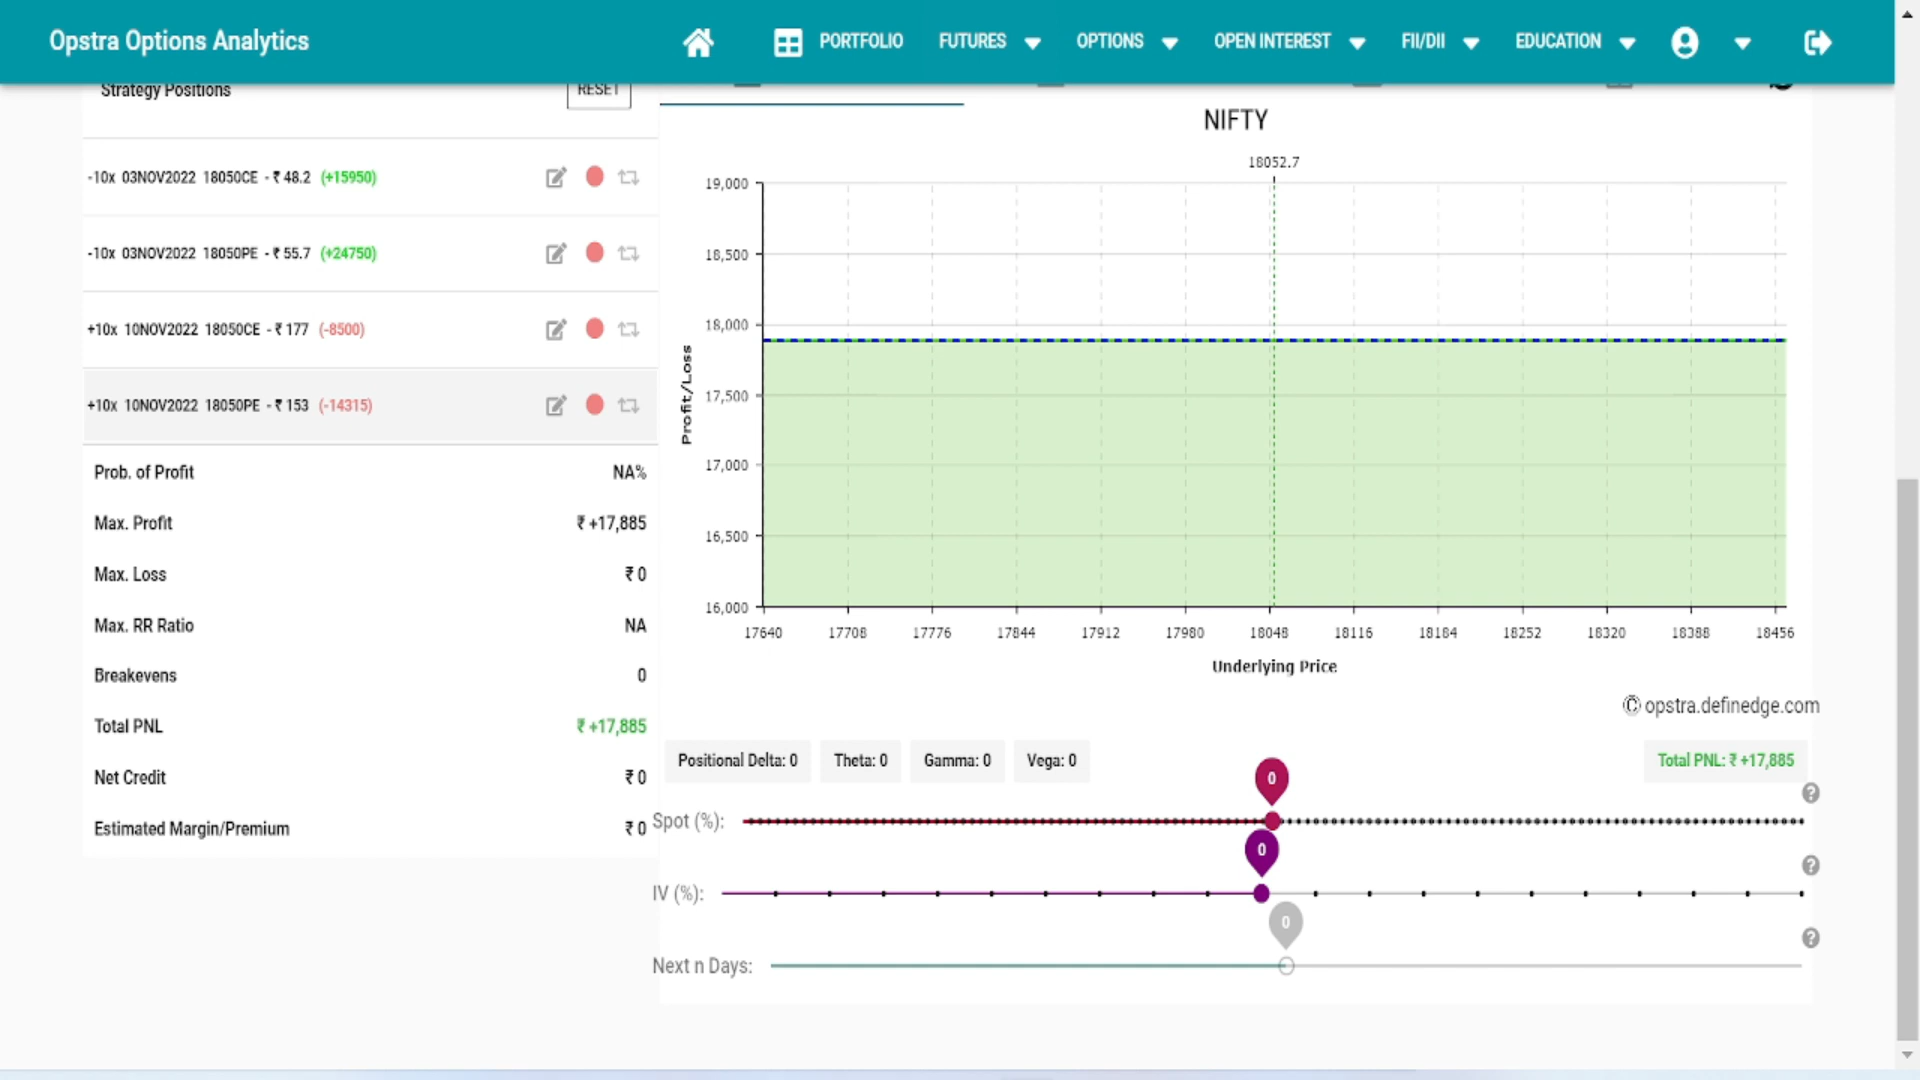 Opstra Options Analytics
PORTFOLIO
FUTURES
OPTIONS
OPEN INTEREST
FII/DII
EDUCATION
Strategy Positions
RESET
-10x 03NOV2022 18050CE - ₹ 48.2 (+15950)
-10x 03NOV2022 18050PE - ₹ 55.7 (+24750)
+10x 10NOV2022 18050CE - ₹ 177 (-8500)
+10x 10NOV2022 18050PE - ₹ 153 (-14315)
Prob. of Profit NA%
Max. Profit ₹ +17,885
Max. Loss ₹ 0
Max. RR Ratio NA
Breakevens 0
Total PNL ₹ +17,885
Net Credit ₹ 0
Estimated Margin/Premium ₹ 0
NIFTY
18052.7
19,000
18,500
18,000
17,500
17,000
16,500
16,000
Profit/Loss
17640 17708 17776 17844 17912 17980 18048 18116 18184 18252 18320 18388 18456
Underlying Price
© opstra.definedge.com
Positional Delta: 0 Theta: 0 Gamma: 0 Vega: 0 Total PNL: ₹ +17,885
0
?
Spot (%):
0
?
IV (%):
0
?
Next n Days: